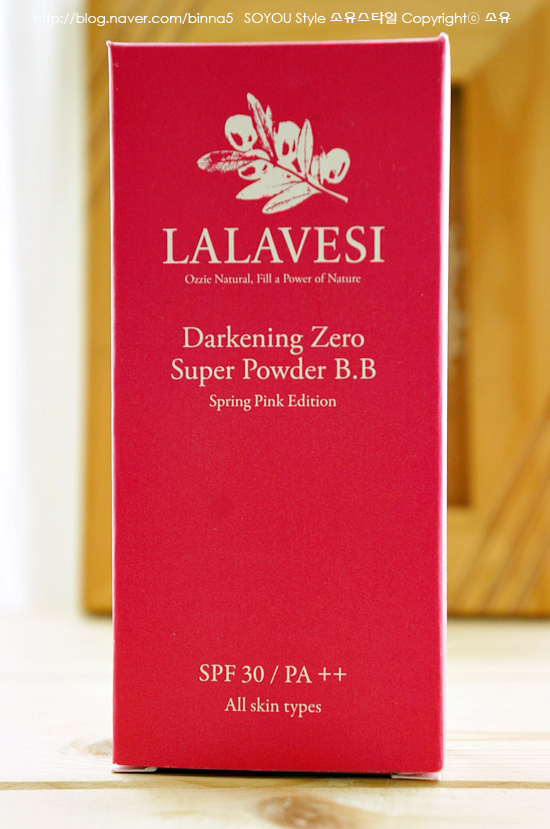 http://blog.naver.com/binna5 SOYOU Style 소유스타일 Copyrightⓒ 소유
LALAVESI
Ozzie Natural, Fill a Power of Nature
Darkening Zero
Super Powder B.B
Spring Pink Edition
SPF 30 / PA ++
All skin types